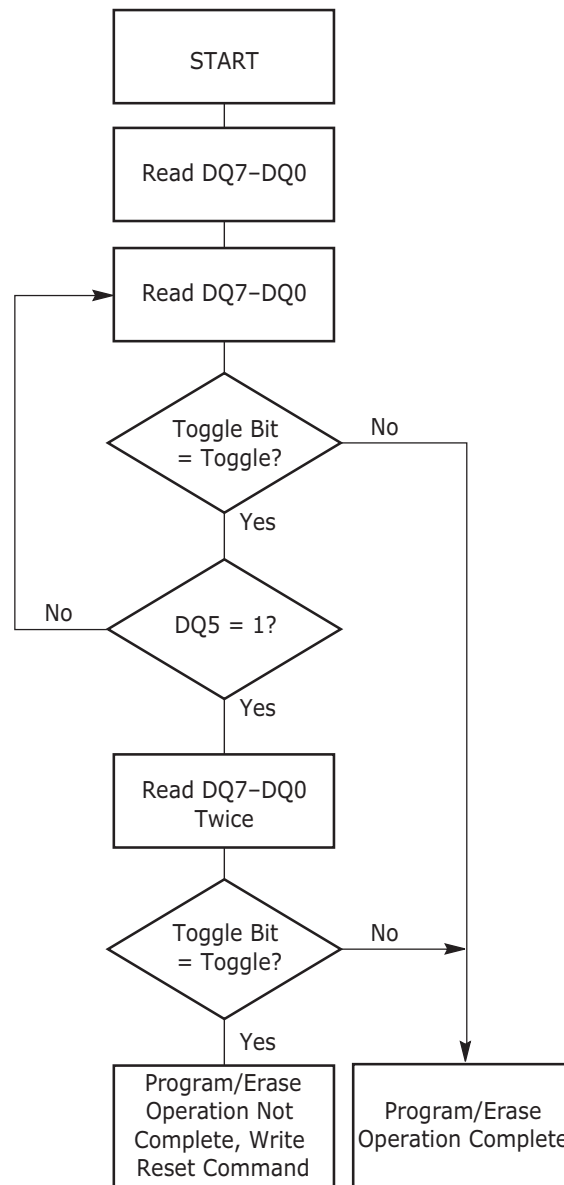 START
Read DQ7–DQ0
Read DQ7–DQ0
Toggle Bit
= Toggle?
No
Yes
No
DQ5 = 1?
Yes
Read DQ7–DQ0
Twice
Toggle Bit
= Toggle?
No
Yes
Program/Erase
Operation Not
Complete, Write
Reset Command
Program/Erase
Operation Complete